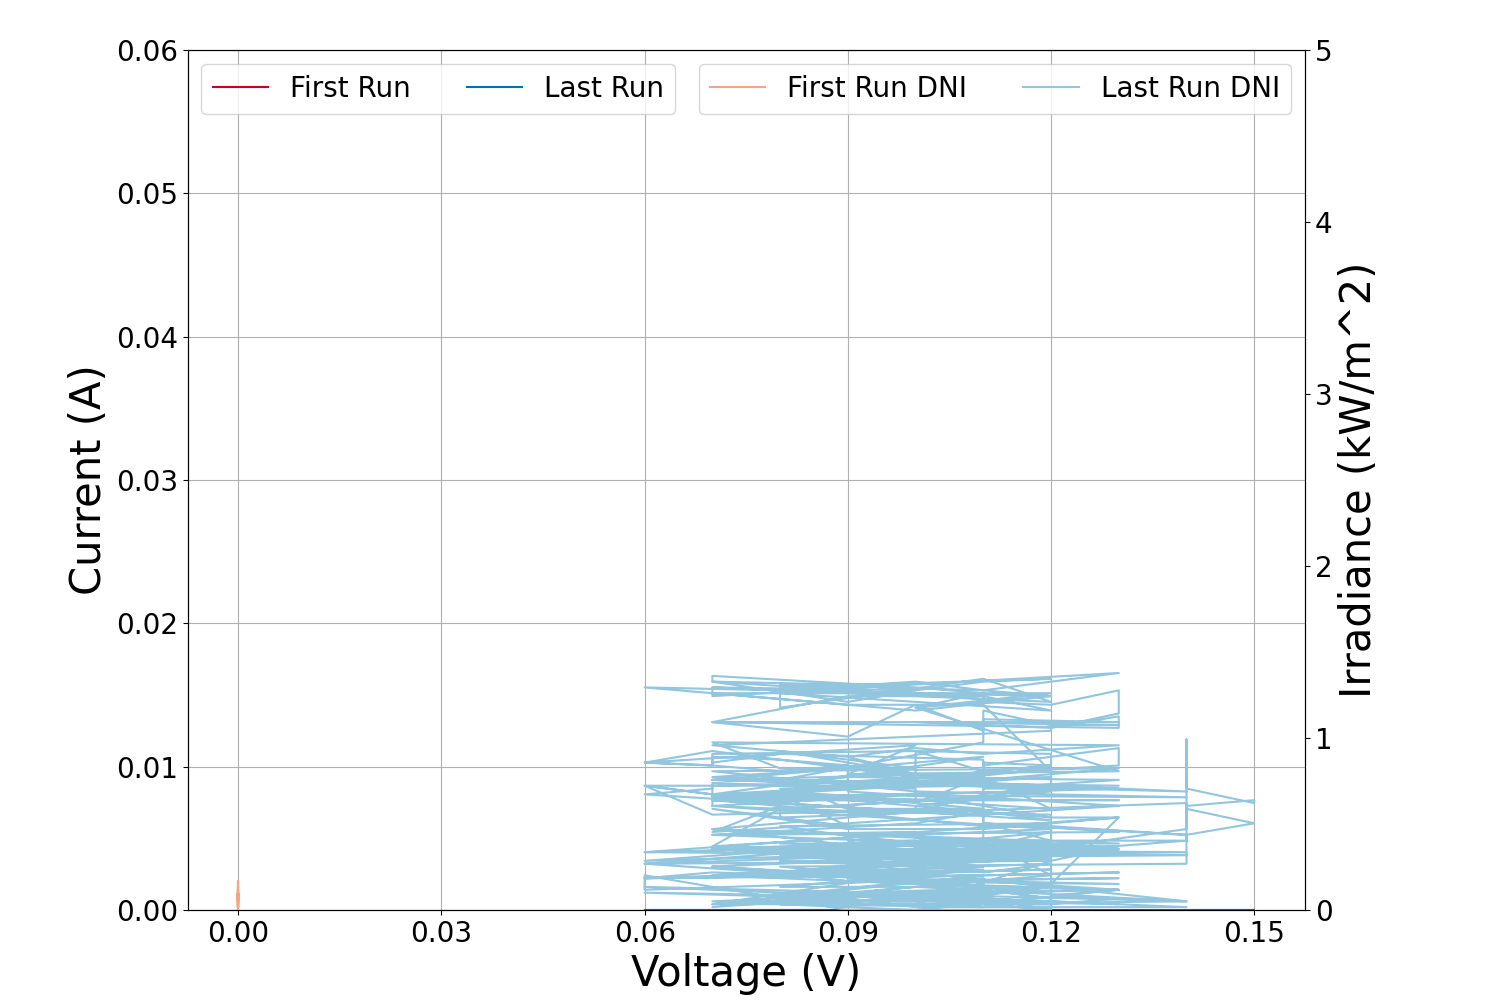 First Run
Last Run
First Run DNI
Last Run DNI
0.06
0.05
0.04
0.03
0.02
0.01
0.00
Current (A)
5
4
3
2
1
0
Irradiance (kW/m^2)
0.00 0.03 0.06 0.09 0.12 0.15
Voltage (V)